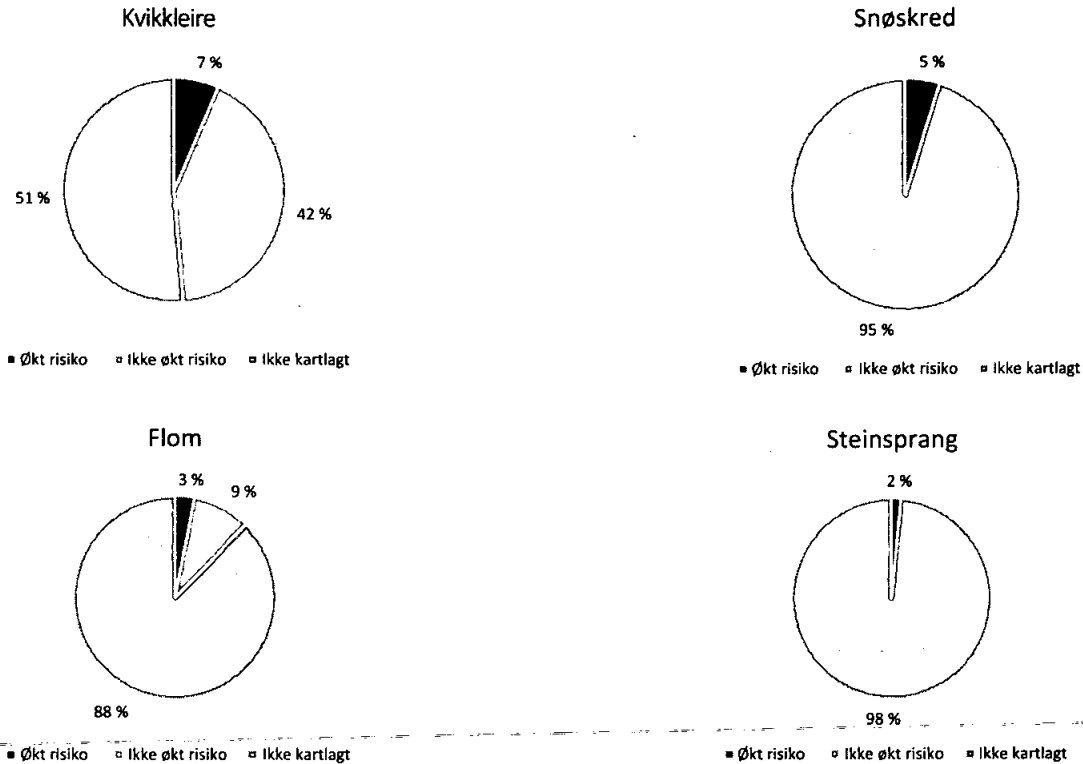 Kvikkleire
7 %
51 %
42 %
■ Økt risiko ▫ Ikke økt risiko ▫ Ikke kartlagt
Snøskred
5 %
95 %
■ Økt risiko ▫ Ikke økt risiko ▫ Ikke kartlagt
Flom
3 %
9 %
88 %
■ Økt risiko ▫ Ikke økt risiko ▫ Ikke kartlagt
Steinsprang
2 %
98 %
■ Økt risiko ▫ Ikke økt risiko ▫ Ikke kartlagt